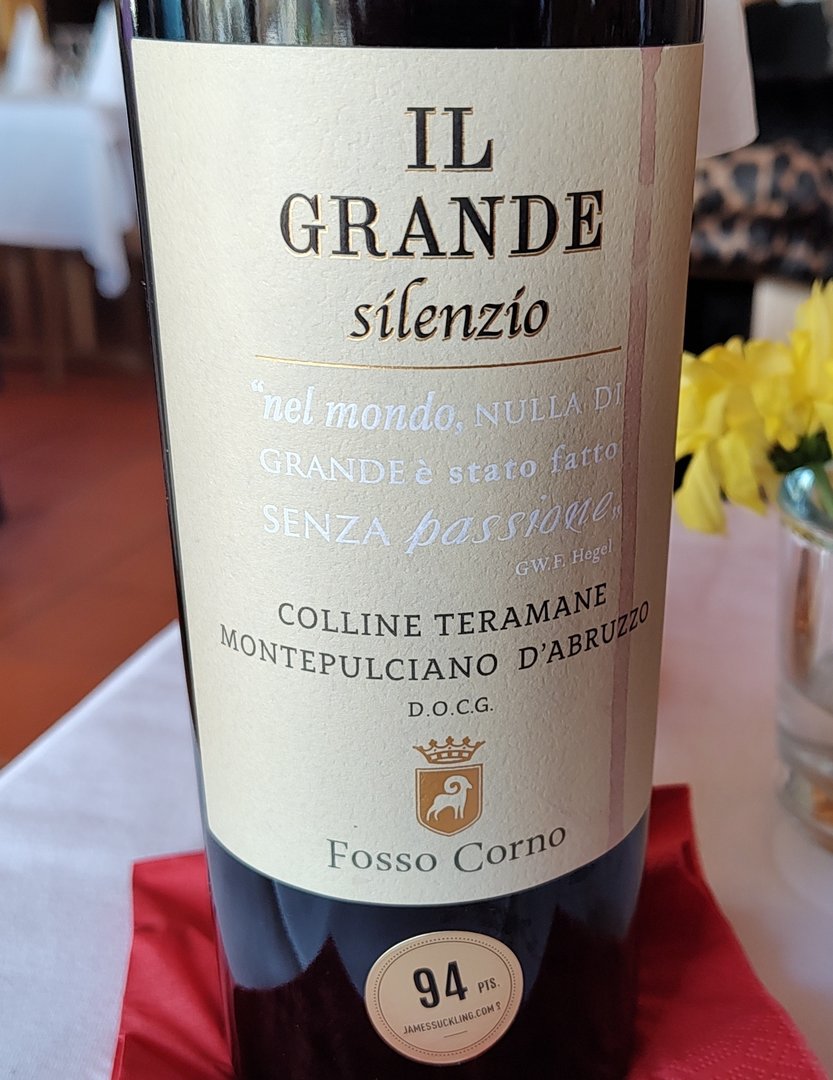 IL
GRANDE
silenzio
“nel mondo, NULLA DI
GRANDE è stato fatto
SENZA passione„
G.W.F. Hegel
COLLINE TERAMANE
MONTEPULCIANO D'ABRUZZO
D.O.C.G.
Fosso Corno
94 PTS.
JAMESSUCKLING.COM